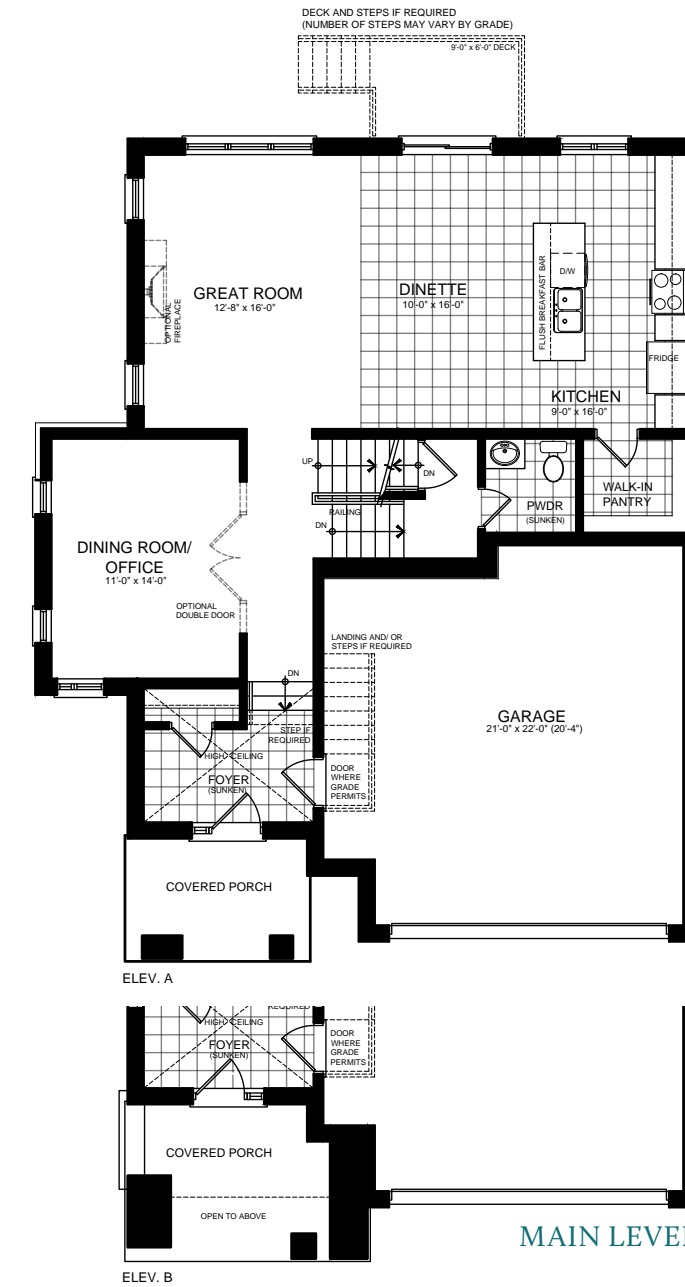 DECK AND STEPS IF REQUIRED
(NUMBER OF STEPS MAY VARY BY GRADE)
9'-0" x 6'-0" DECK
GREAT ROOM
12'-8" x 16'-0"
OPTIONAL
FIREPLACE
DINETTE
10'-0" x 16'-0"
FLUSH BREAKFAST BAR
D/W
FRIDGE
KITCHEN
9'-0" x 16'-0"
UP
DN
RAILING
DN
PWDR
(SUNKEN)
WALK-IN
PANTRY
DINING ROOM/
OFFICE
11'-0" x 14'-0"
OPTIONAL
DOUBLE DOOR
LANDING AND/ OR
STEPS IF REQUIRED
DN
STEP IF
REQUIRED
HIGH CEILING
FOYER
(SUNKEN)
DOOR
WHERE
GRADE
PERMITS
GARAGE
21'-0" x 22'-0" (20'-4")
COVERED PORCH
ELEV. A
REQUIRED
HIGH CEILING
FOYER
(SUNKEN)
DOOR
WHERE
GRADE
PERMITS
COVERED PORCH
OPEN TO ABOVE
MAIN LEVEL
ELEV. B